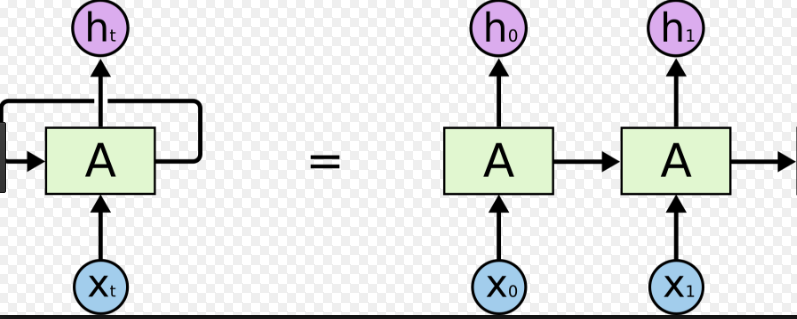 ht h0 h1
A = A A
xt x0 x1